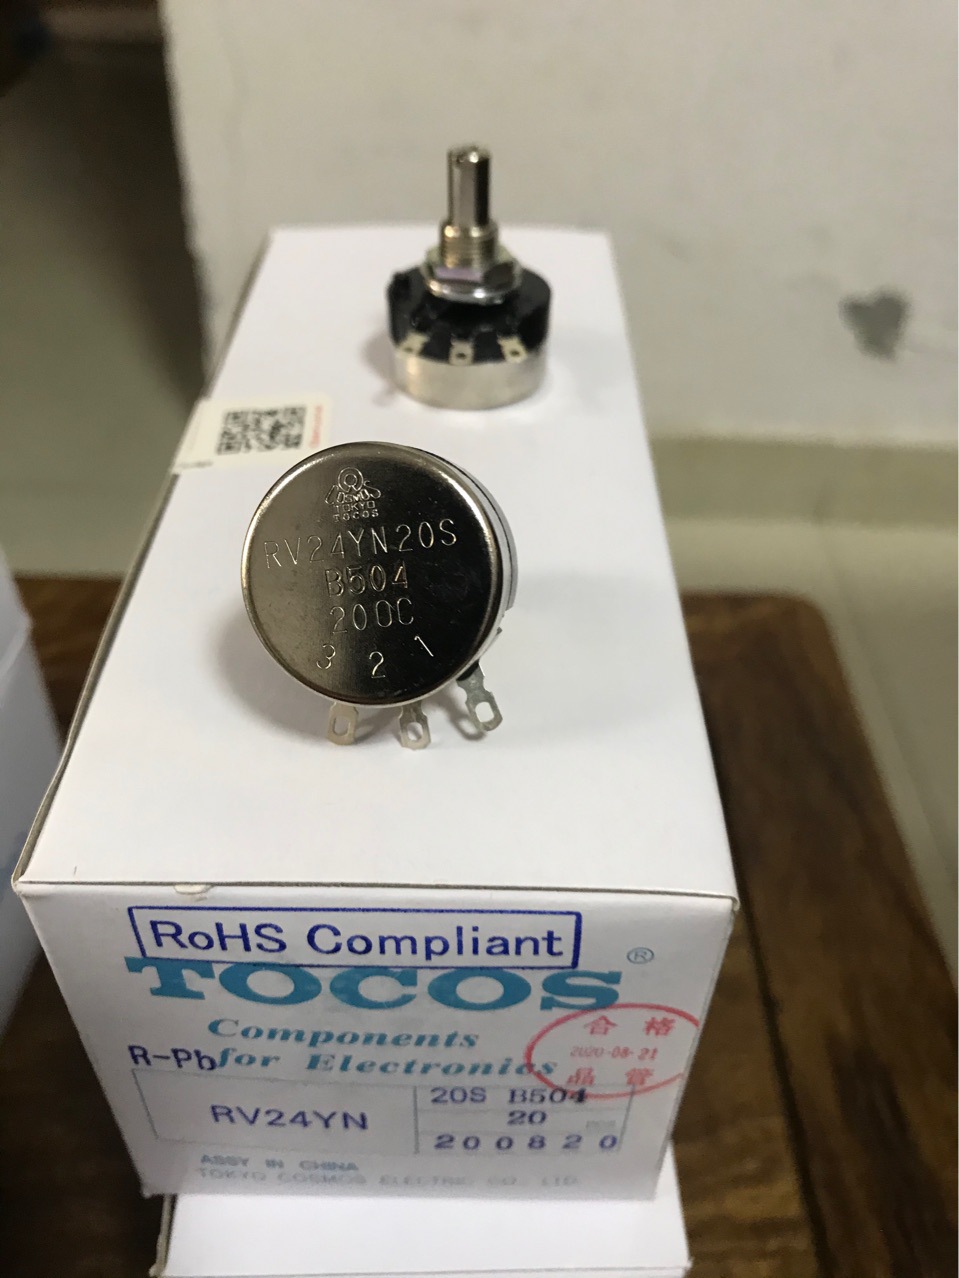 COSMOS
TOKYO
TOCOS
RV24YN20S
B504
200C
3 2 1
RoHS Compliant
TOCOS ®
Components
for Electronics
R-Pb
合格
2020-08-21
品管
RV24YN
20S B504
20
200820
ASSY IN CHINA
TOKYO COSMOS ELECTRIC CO., LTD.